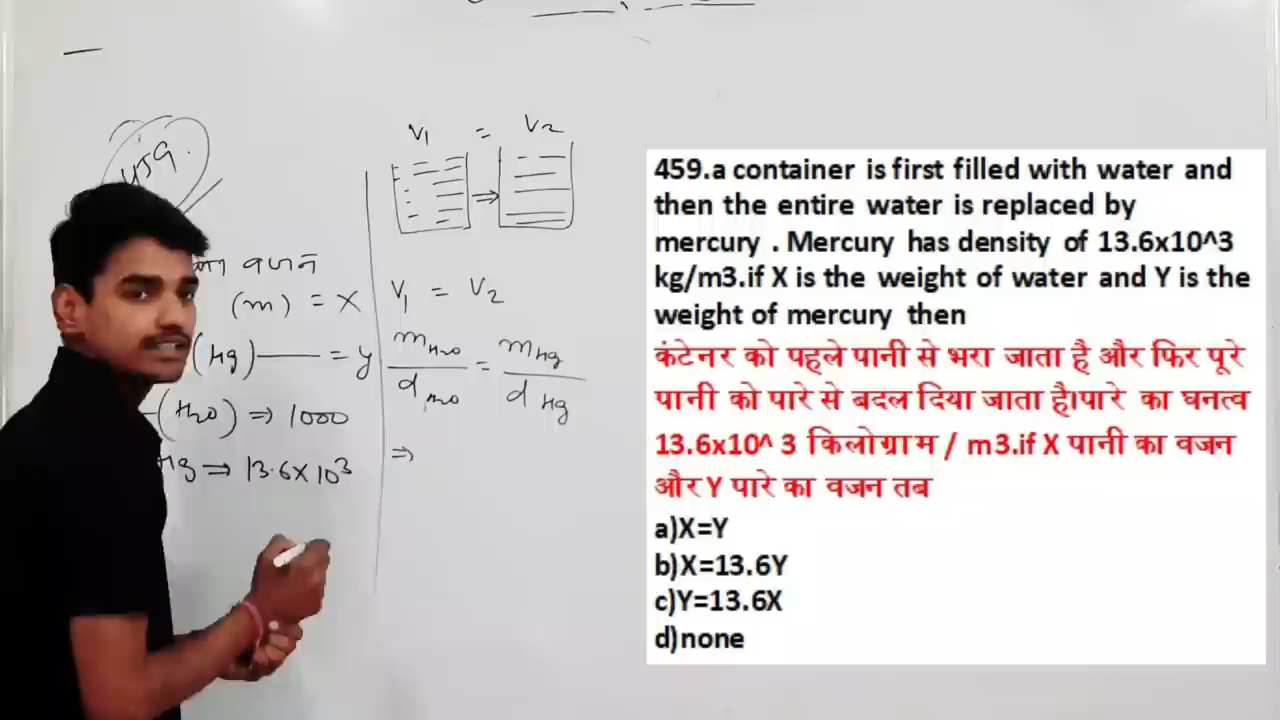 459.
V1 = V2
वजन
(m) = X
(Hg) —— = y
(H2O) ⇒ 1000
Hg ⇒ 13.6X10^3
V1 = V2
mH2O / dH2O = mHg / dHg
⇒
459.a container is first filled with water and
then the entire water is replaced by
mercury . Mercury has density of 13.6x10^3
kg/m3.if X is the weight of water and Y is the
weight of mercury then
कंटेनर को पहले पानी से भरा जाता है और फिर पूरे
पानी को पारे से बदल दिया जाता है।पारे का घनत्व
13.6x10^ 3 किलोग्राम / m3.if X पानी का वजन
और Y पारे का वजन तब
a)X=Y
b)X=13.6Y
c)Y=13.6X
d)none